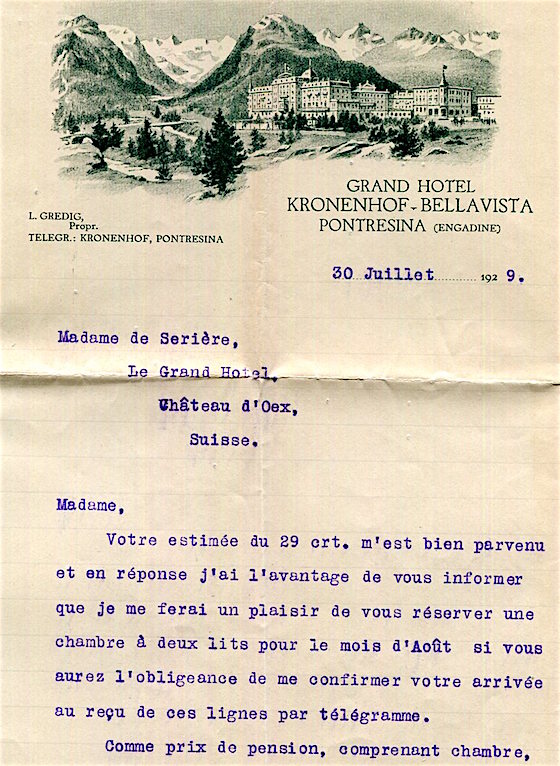 GRAND HOTEL
KRONENHOF-BELLAVISTA
PONTRESINA (ENGADINE)
L. GREDIG,
Propr.
TELEGR.: KRONENHOF, PONTRESINA
30 Juillet 1929.
Madame de Serière,
Le Grand Hotel,
Château d'Oex,
Suisse.
Madame,
Votre estimée du 29 crt. m'est bien parvenu
et en réponse j'ai l'avantage de vous informer
que je me ferai un plaisir de vous réserver une
chambre à deux lits pour le mois d'Août si vous
aurez l'obligeance de me confirmer votre arrivée
au reçu de ces lignes par télégramme.
Comme prix de pension, comprenant chambre,